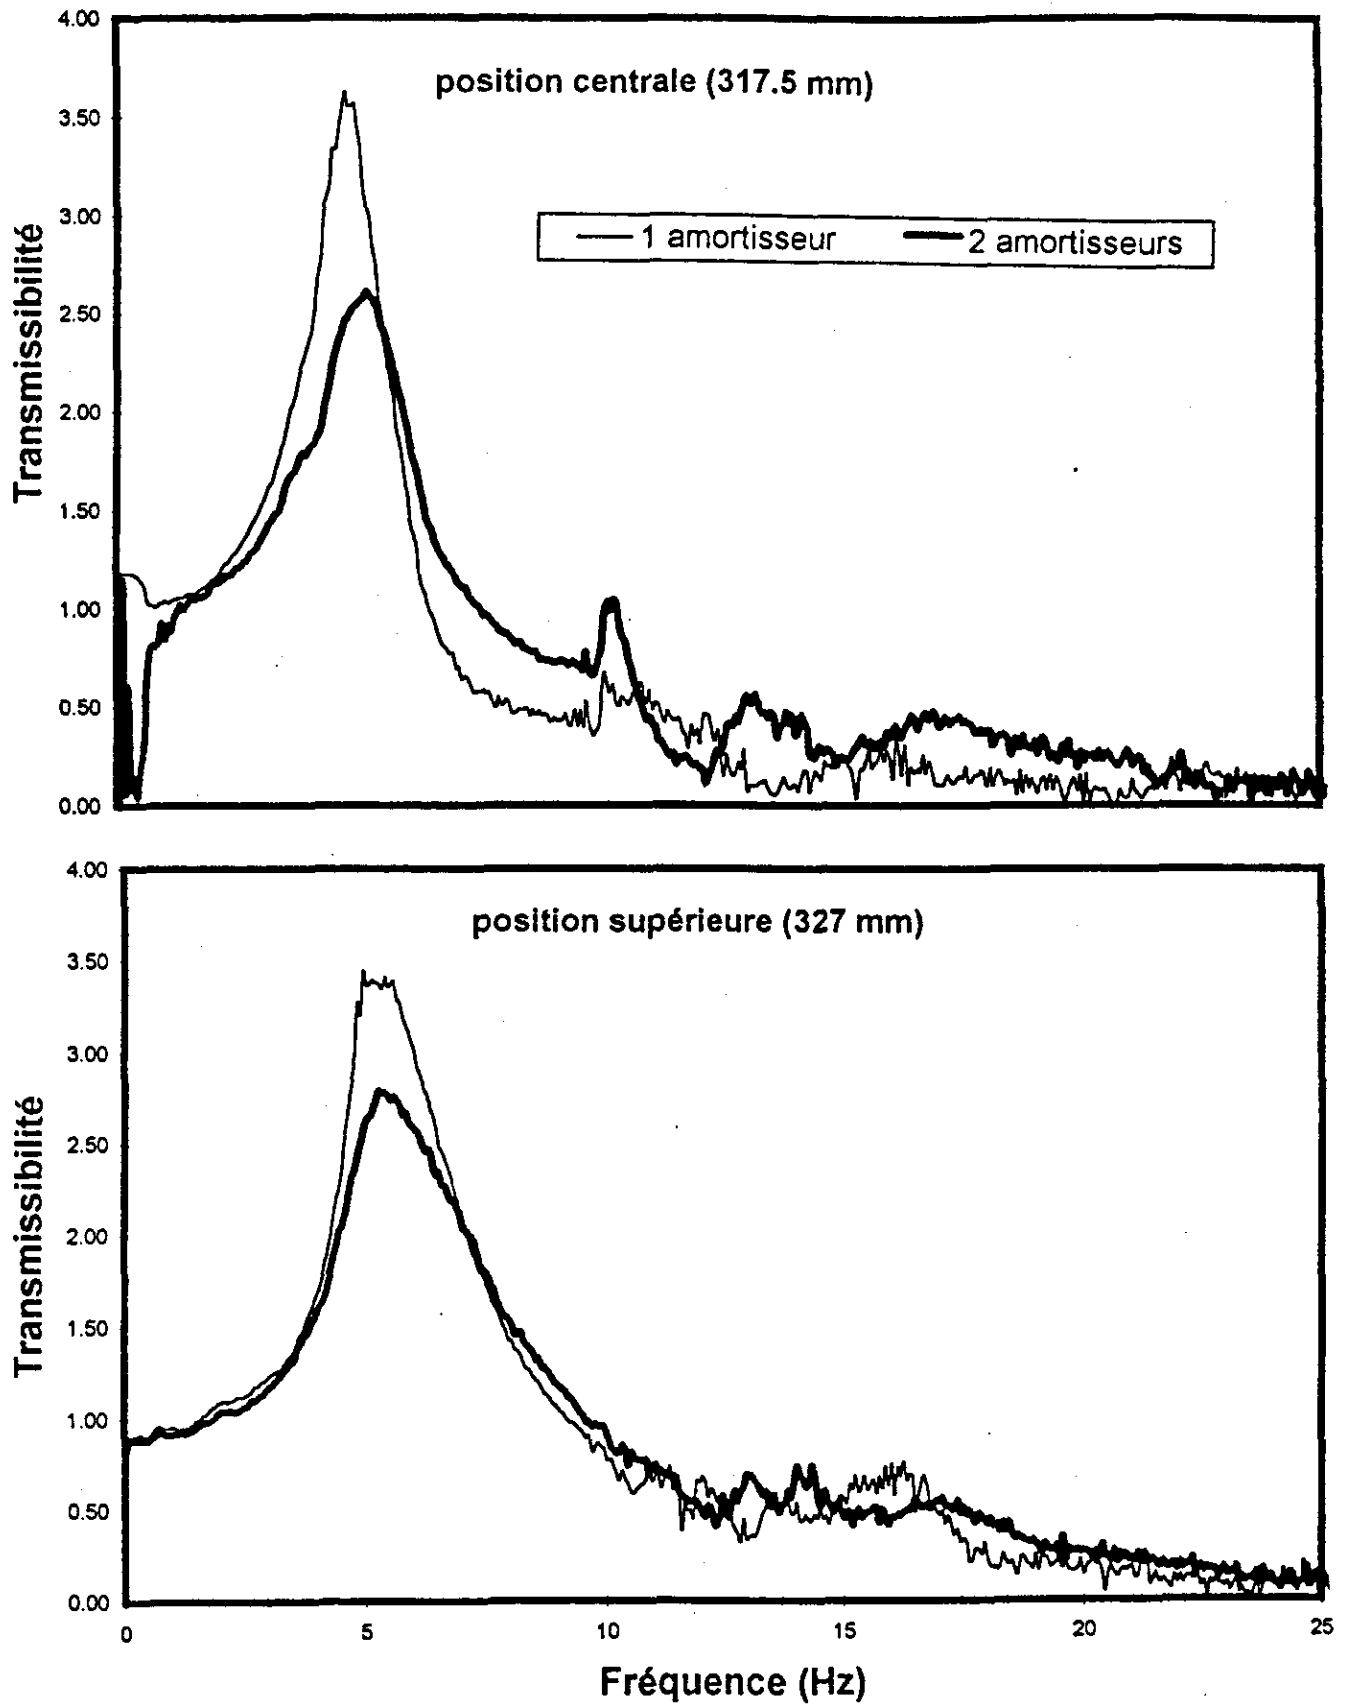 4.00
position centrale (317.5 mm)
3.50
3.00
1 amortisseur 2 amortisseurs
2.50
2.00
1.50
1.00
0.50
0.00
Transmissibilité
4.00
position supérieure (327 mm)
3.50
3.00
2.50
2.00
1.50
1.00
0.50
0.00
Transmissibilité
0 5 10 15 20 25
Fréquence (Hz)